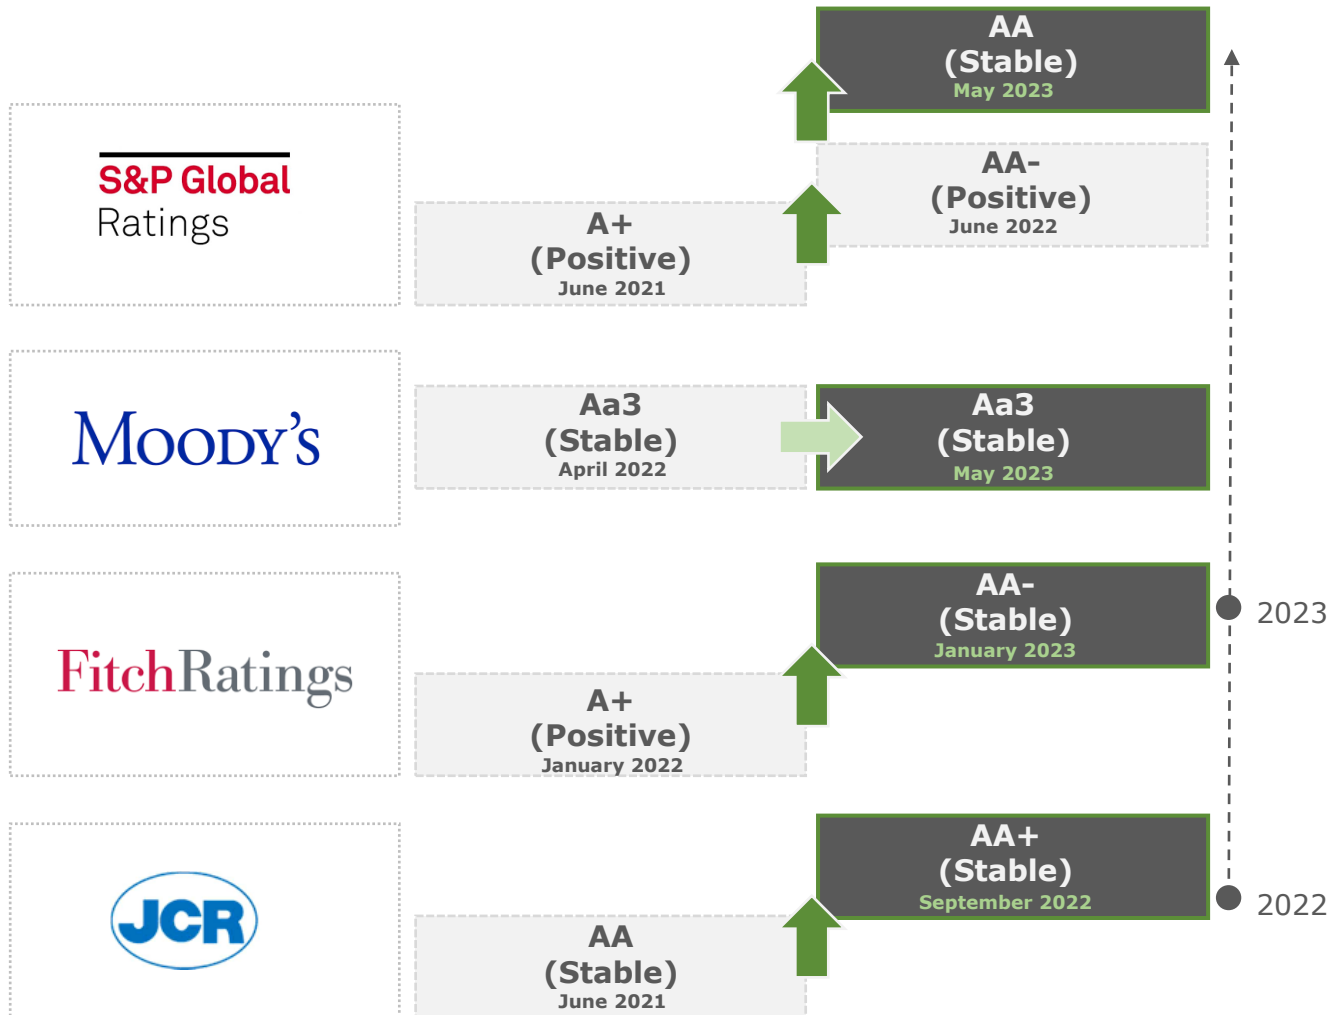 AA
(Stable)
May 2023
S&P Global
Ratings
AA-
(Positive)
June 2022
A+
(Positive)
June 2021
MOODY'S
Aa3
(Stable)
April 2022
Aa3
(Stable)
May 2023
FitchRatings
AA-
(Stable)
January 2023
2023
A+
(Positive)
January 2022
JCR
AA+
(Stable)
September 2022
2022
AA
(Stable)
June 2021